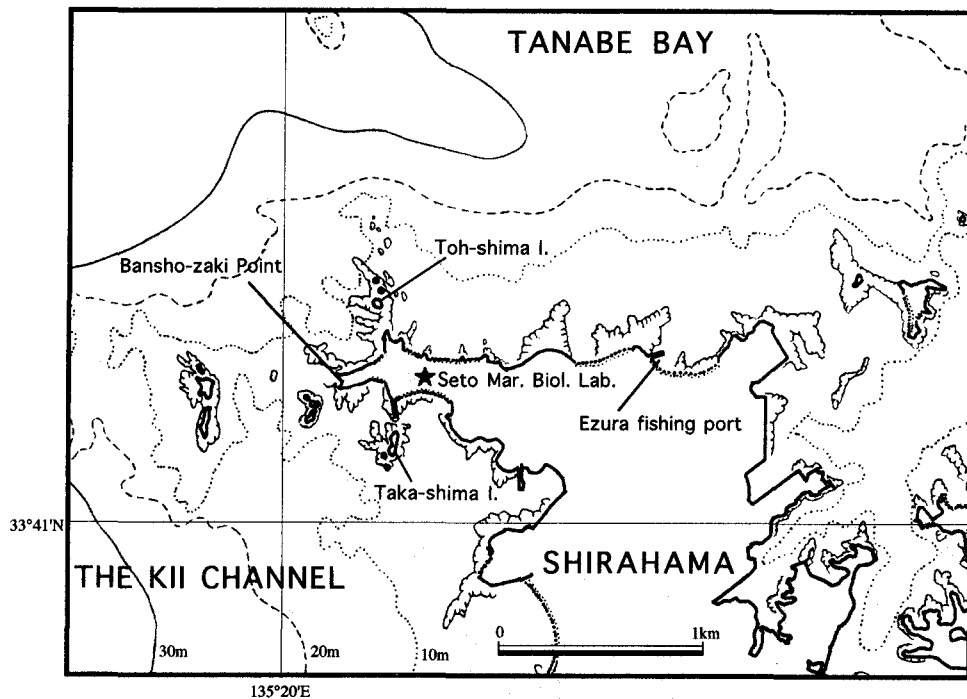 TANABE BAY
Toh-shima I.
Bansho-zaki Point
Seto Mar. Biol. Lab.
Ezura fishing port
Taka-shima I.
33°41'N
THE KII CHANNEL
SHIRAHAMA
0
1km
30m
20m
10m
135°20'E